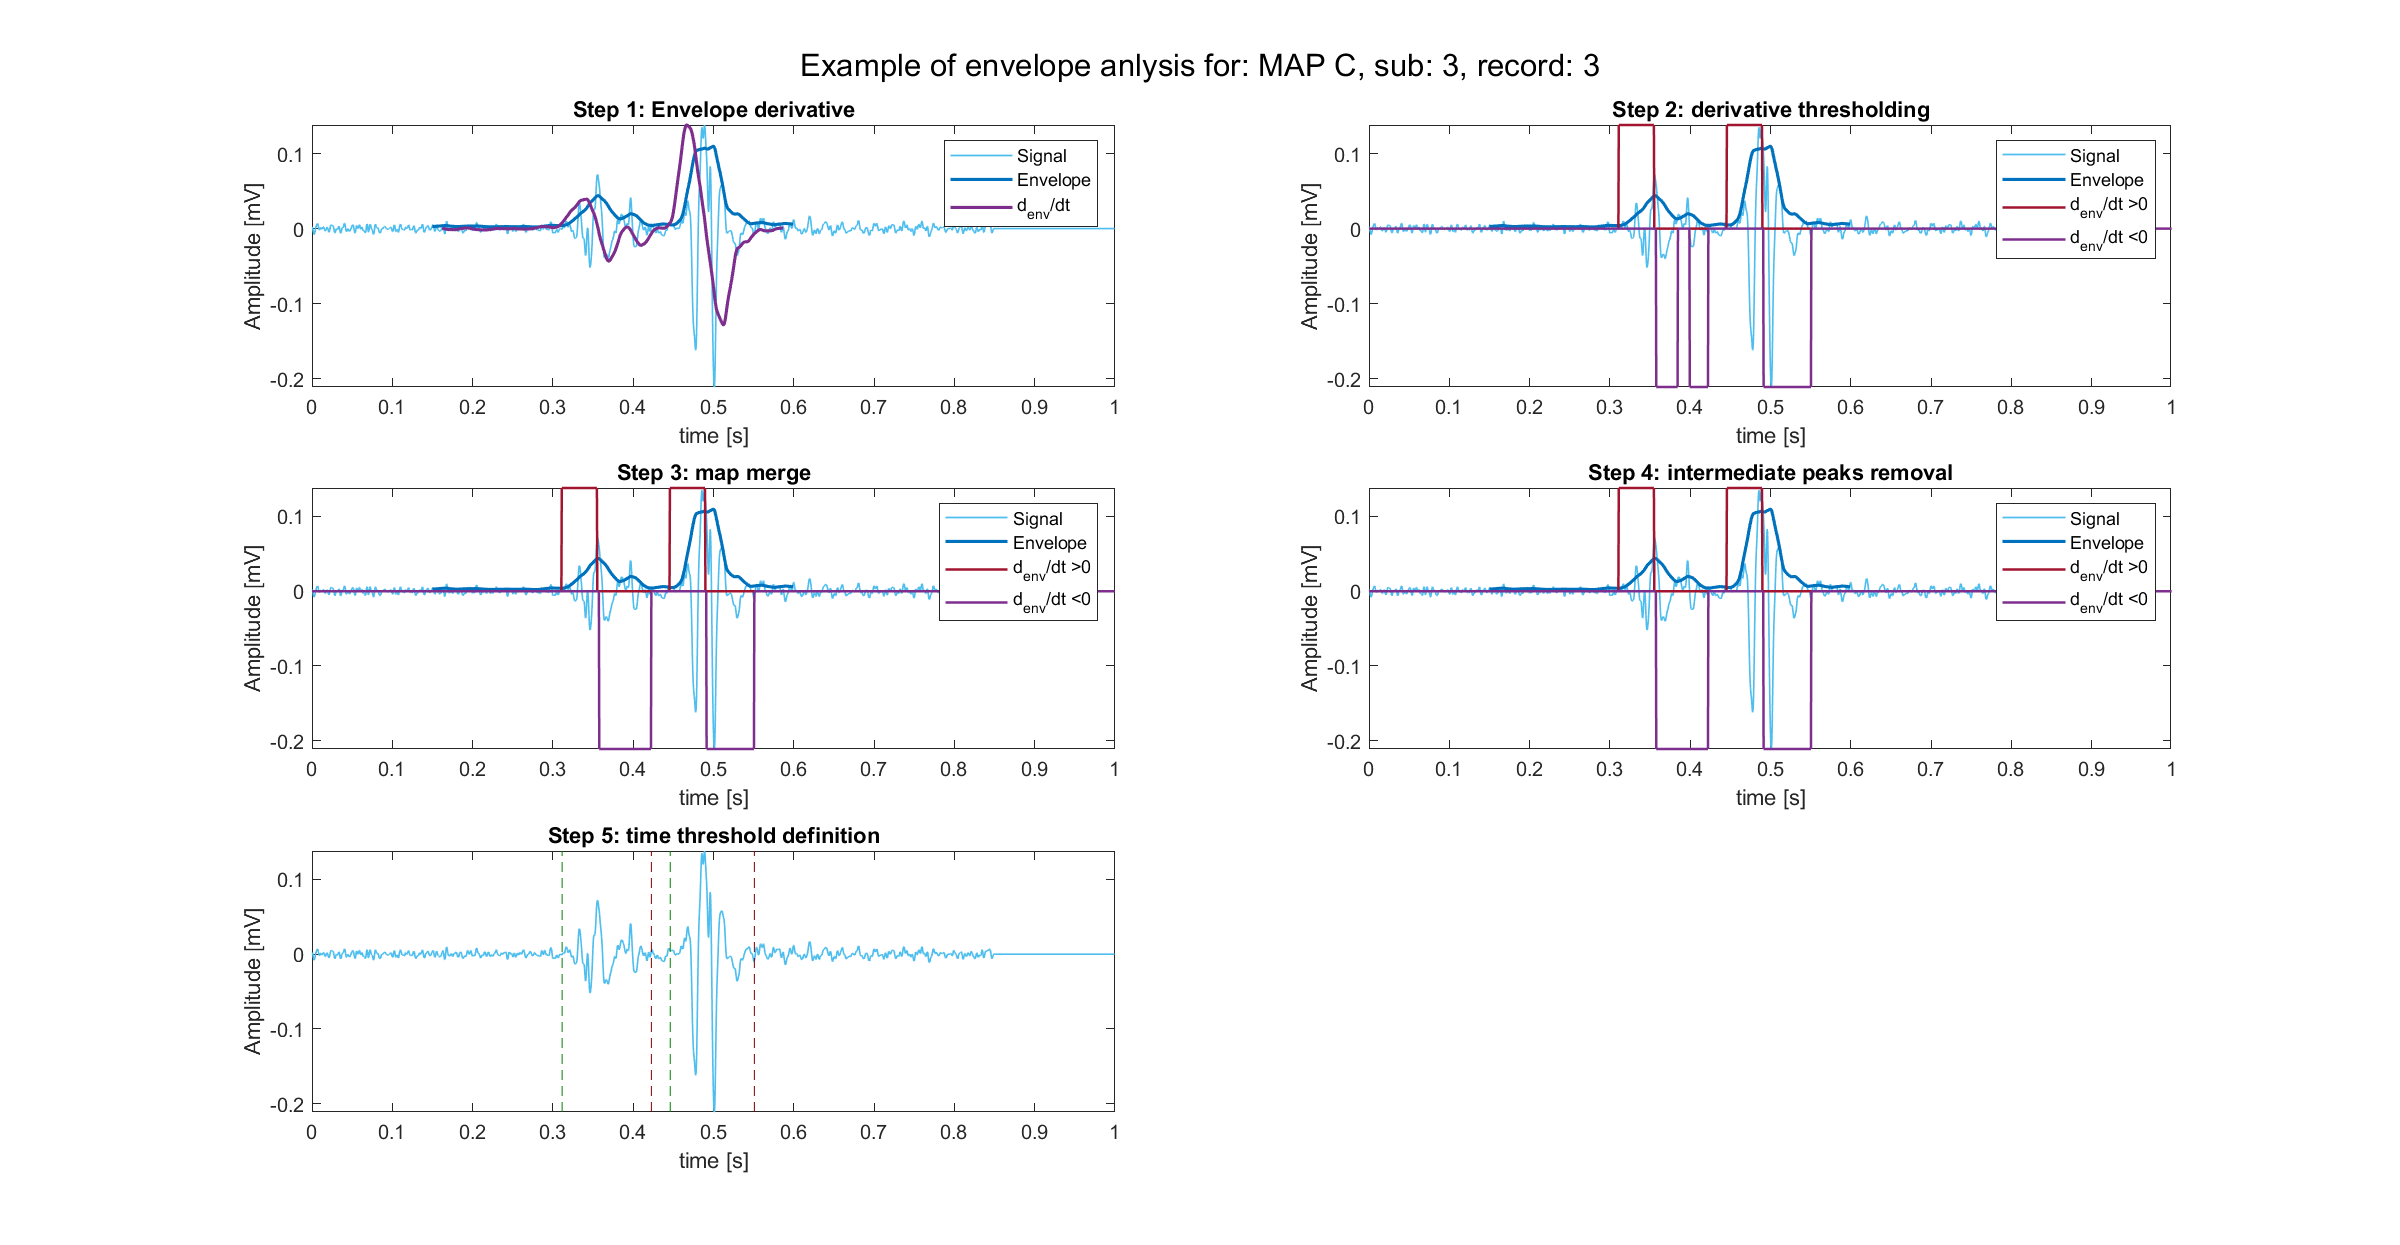 Example of envelope anlysis for: MAP C, sub: 3, record: 3
Step 1: Envelope derivative
Amplitude [mV]
0.1
0
-0.1
-0.2
Signal
Envelope
d_env/dt
0 0.1 0.2 0.3 0.4 0.5 0.6 0.7 0.8 0.9 1
time [s]
Step 2: derivative thresholding
Amplitude [mV]
0.1
0
-0.1
-0.2
Signal
Envelope
d_env/dt >0
d_env/dt <0
0 0.1 0.2 0.3 0.4 0.5 0.6 0.7 0.8 0.9 1
time [s]
Step 3: map merge
Amplitude [mV]
0.1
0
-0.1
-0.2
Signal
Envelope
d_env/dt >0
d_env/dt <0
0 0.1 0.2 0.3 0.4 0.5 0.6 0.7 0.8 0.9 1
time [s]
Step 4: intermediate peaks removal
Amplitude [mV]
0.1
0
-0.1
-0.2
Signal
Envelope
d_env/dt >0
d_env/dt <0
0 0.1 0.2 0.3 0.4 0.5 0.6 0.7 0.8 0.9 1
time [s]
Step 5: time threshold definition
Amplitude [mV]
0.1
0
-0.1
-0.2
0 0.1 0.2 0.3 0.4 0.5 0.6 0.7 0.8 0.9 1
time [s]